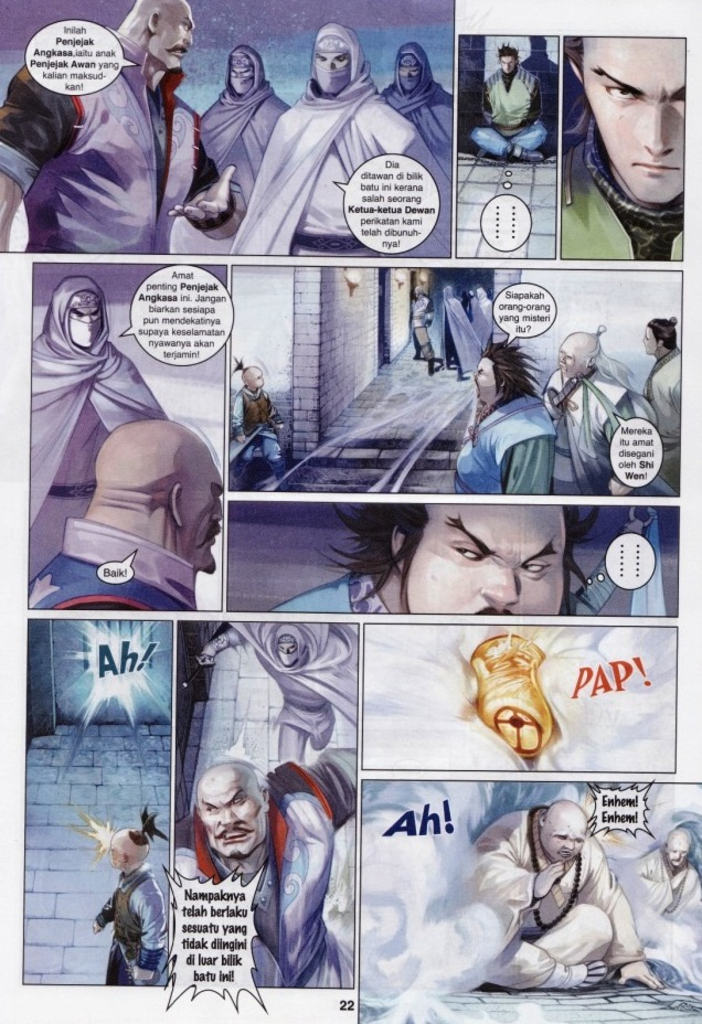 Inilah
Penjejak
Angkasa,iaitu anak
Penjejak Awan yang
kalian maksud-
kan!
Dia
ditawan di bilik
batu ini kerana
salah seorang
Ketua-ketua Dewan
perikatan kami
telah dibunuh-
nya!
Amat
penting Penjejak
Angkasa ini. Jangan
biarkan sesiapa
pun mendekatinya
supaya keselamatan
nyawanya akan
terjamin!
Baik!
Siapakah
orang-orang
yang misteri
itu?
Mereka
itu amat
disegani
oleh Shi
Wen!
Ah!
Nampaknya
telah berlaku
sesuatu yang
tidak diingini
di luar bilik
batu ini!
PAP!
Ah!
Enhem!
Enhem!
22